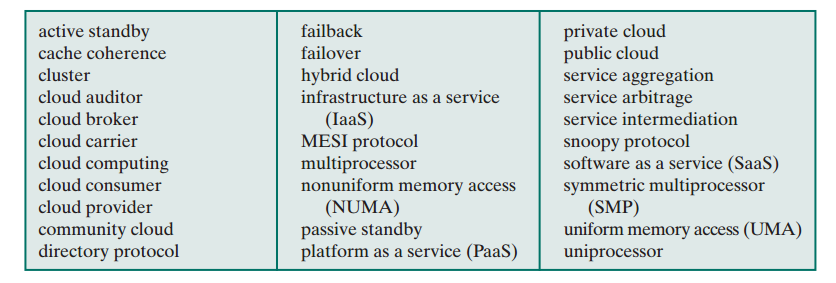 active standby
cache coherence
cluster
cloud auditor
cloud broker
cloud carrier
cloud computing
cloud consumer
cloud provider
community cloud
directory protocol
failback
failover
hybrid cloud
infrastructure as a service
(IaaS)
MESI protocol
multiprocessor
nonuniform memory access
(NUMA)
passive standby
platform as a service (PaaS)
private cloud
public cloud
service aggregation
service arbitrage
service intermediation
snoopy protocol
software as a service (SaaS)
symmetric multiprocessor
(SMP)
uniform memory access (UMA)
uniprocessor